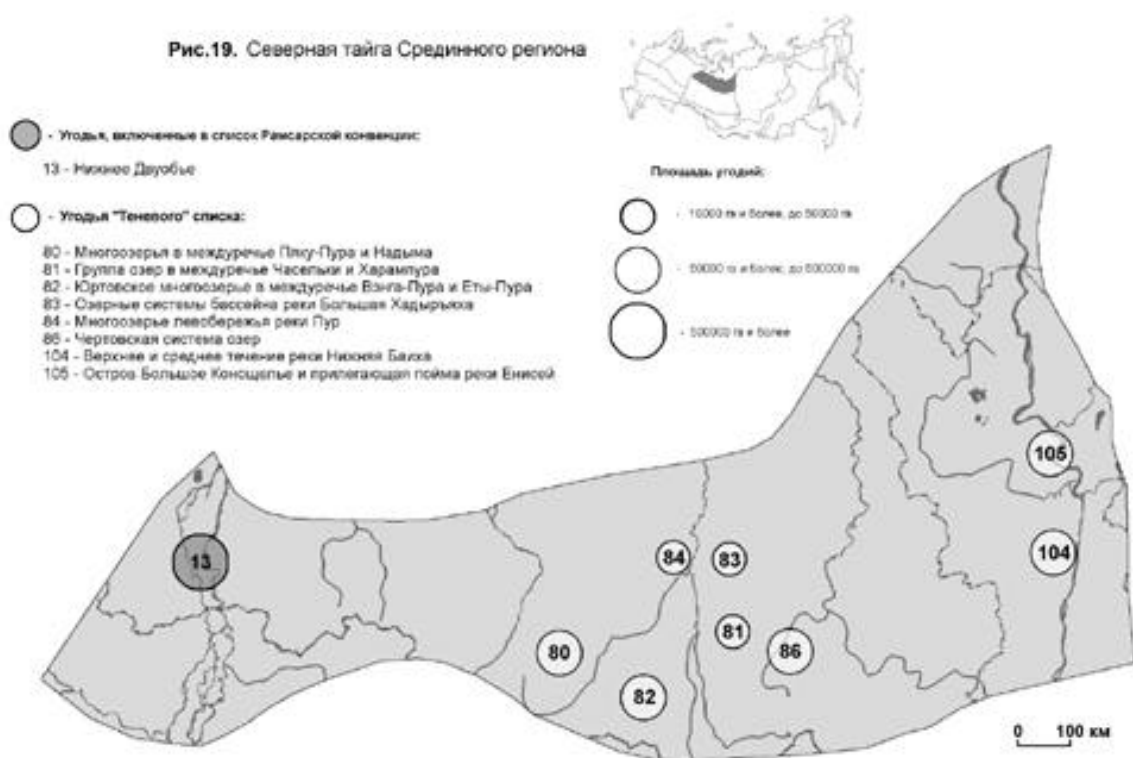 Рис.19. Северная тайга Срединного региона
- Угодья, включенные в список Рамсарской конвенции:
13 - Нижнее Двуобье
- Угодья "Теневого" списка:
80 - Многоозерья в междуречье Пяку-Пура и Надыма
81 - Группа озер в междуречье Часельки и Харампура
82 - Юртовское многоозерье в междуречье Вэнга-Пура и Еты-Пура
83 - Озерные системы бассейна реки Большая Хадыръяха
84 - Многоозерье левобережья реки Пур
86 - Чертовская система озер
104 - Верхнее и среднее течение реки Нижняя Баиха
105 - Остров Большое Конощелье и прилегающая пойма реки Енисей
Площадь угодий:
- 10000 га и более, до 50000 га
- 50000 га и более, до 500000 га
- 500000 га и более
105
13
84
83
104
81
80
86
82
0 100 км